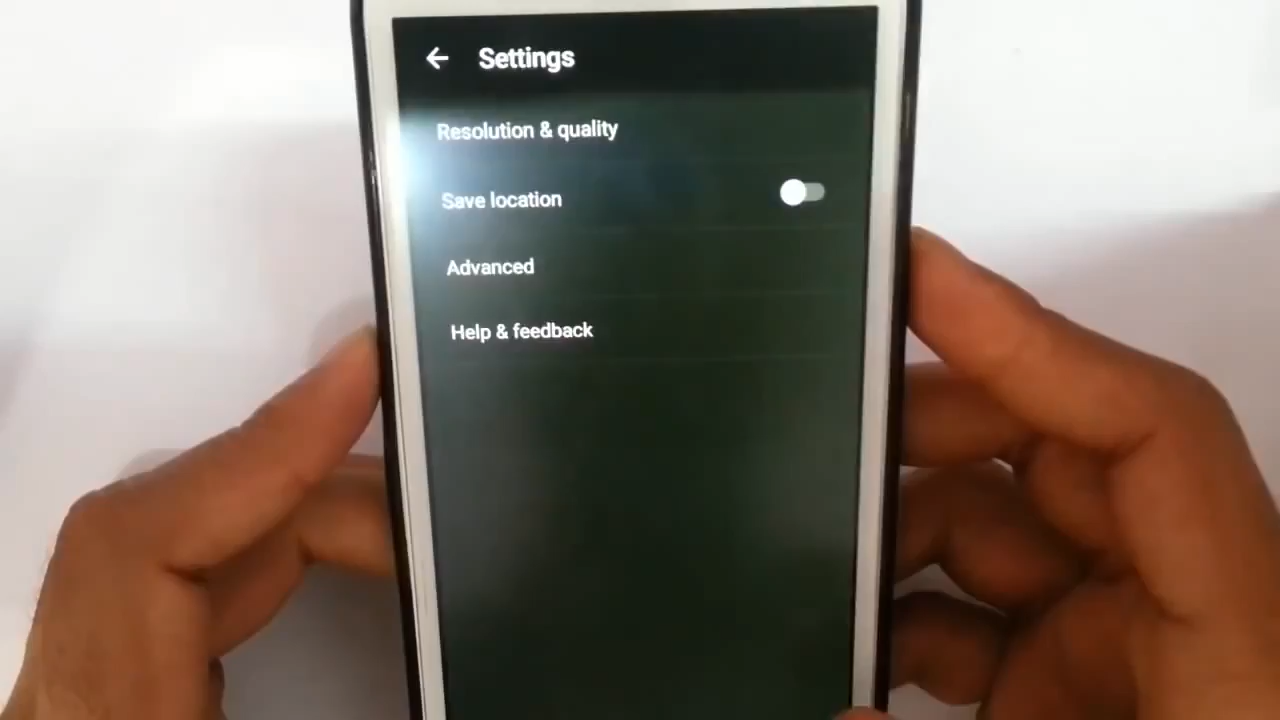 Settings
Resolution & quality
Save location
Advanced
Help & feedback